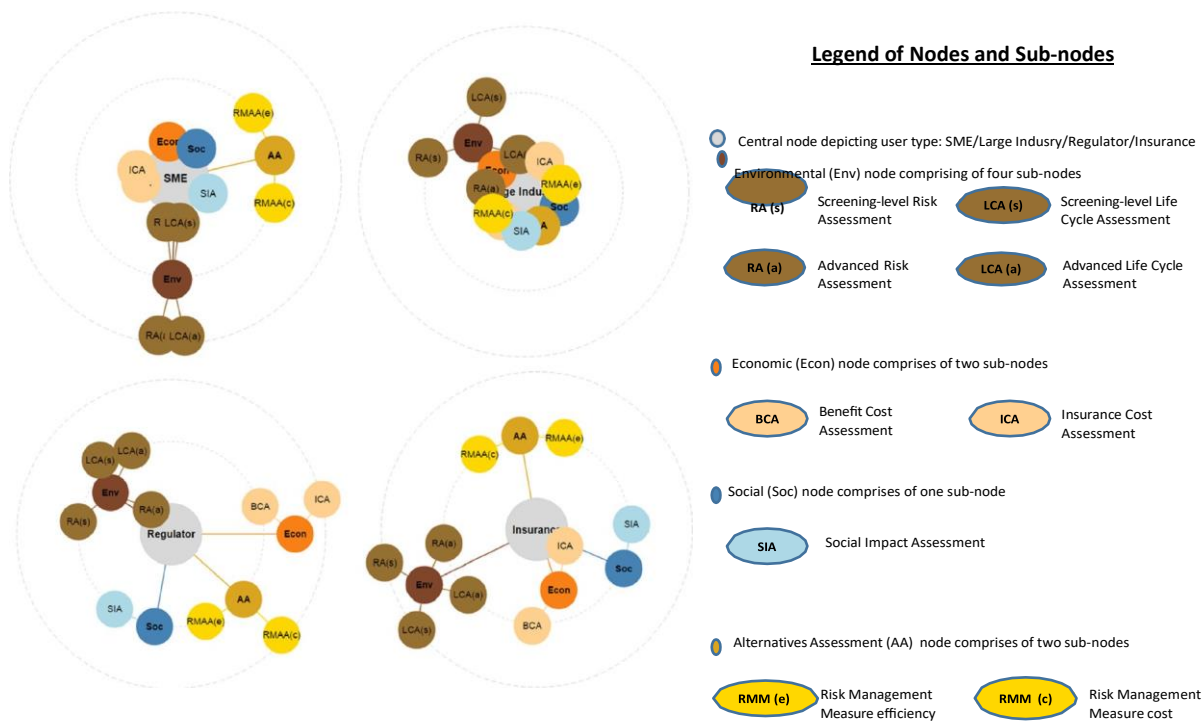 Legend of Nodes and Sub-nodes
Central node depicting user type: SME/Large Indusry/Regulator/Insurance
Environmental (Env) node comprising of four sub-nodes
RA (s)
Screening-level Risk
Assessment
LCA (s)
Screening-level Life
Cycle Assessment
RA (a)
Advanced Risk
Assessment
LCA (a)
Advanced Life Cycle
Assessment
Economic (Econ) node comprises of two sub-nodes
BCA
Benefit Cost
Assessment
ICA
Insurance Cost
Assessment
Social (Soc) node comprises of one sub-node
SIA
Social Impact Assessment
Alternatives Assessment (AA) node comprises of two sub-nodes
RMM (e)
Risk Management
Measure efficiency
RMM (c)
Risk Management
Measure cost
RMAA(e)
Econ
Soc
AA
ICA
SME
SIA
RMAA(c)
LCA(s)
Env
LCA(a)
LCA(s)
Env
RA(s)
ICA
RA(a)
RMAA(e)
Soc
RMAA(c)
SIA
LCA(a)
LCA(s)
Env
RA(a)
RA(s)
Regulator
BCA
ICA
Econ
SIA
Soc
AA
RMAA(e)
RMAA(c)
AA
RMAA(e)
RMAA(c)
Insurance
SIA
RA(a)
ICA
RA(s)
Soc
Env
Econ
LCA(a)
BCA
LCA(s)